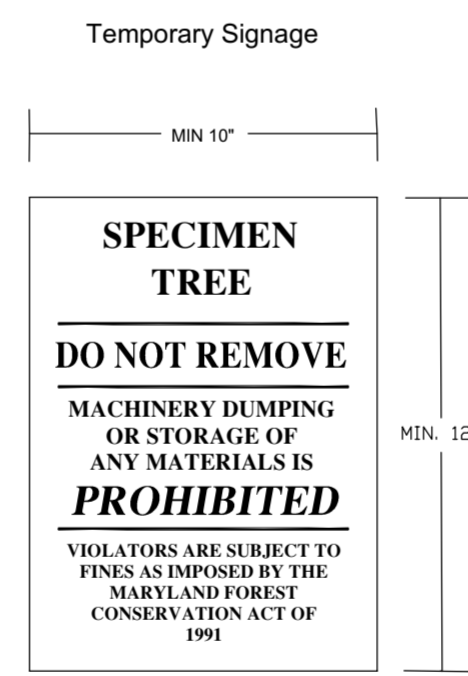 Temporary Signage
MIN 10"
SPECIMEN
TREE
DO NOT REMOVE
MACHINERY DUMPING
OR STORAGE OF
ANY MATERIALS IS
PROHIBITED
VIOLATORS ARE SUBJECT TO
FINES AS IMPOSED BY THE
MARYLAND FOREST
CONSERVATION ACT OF
1991
MIN. 12